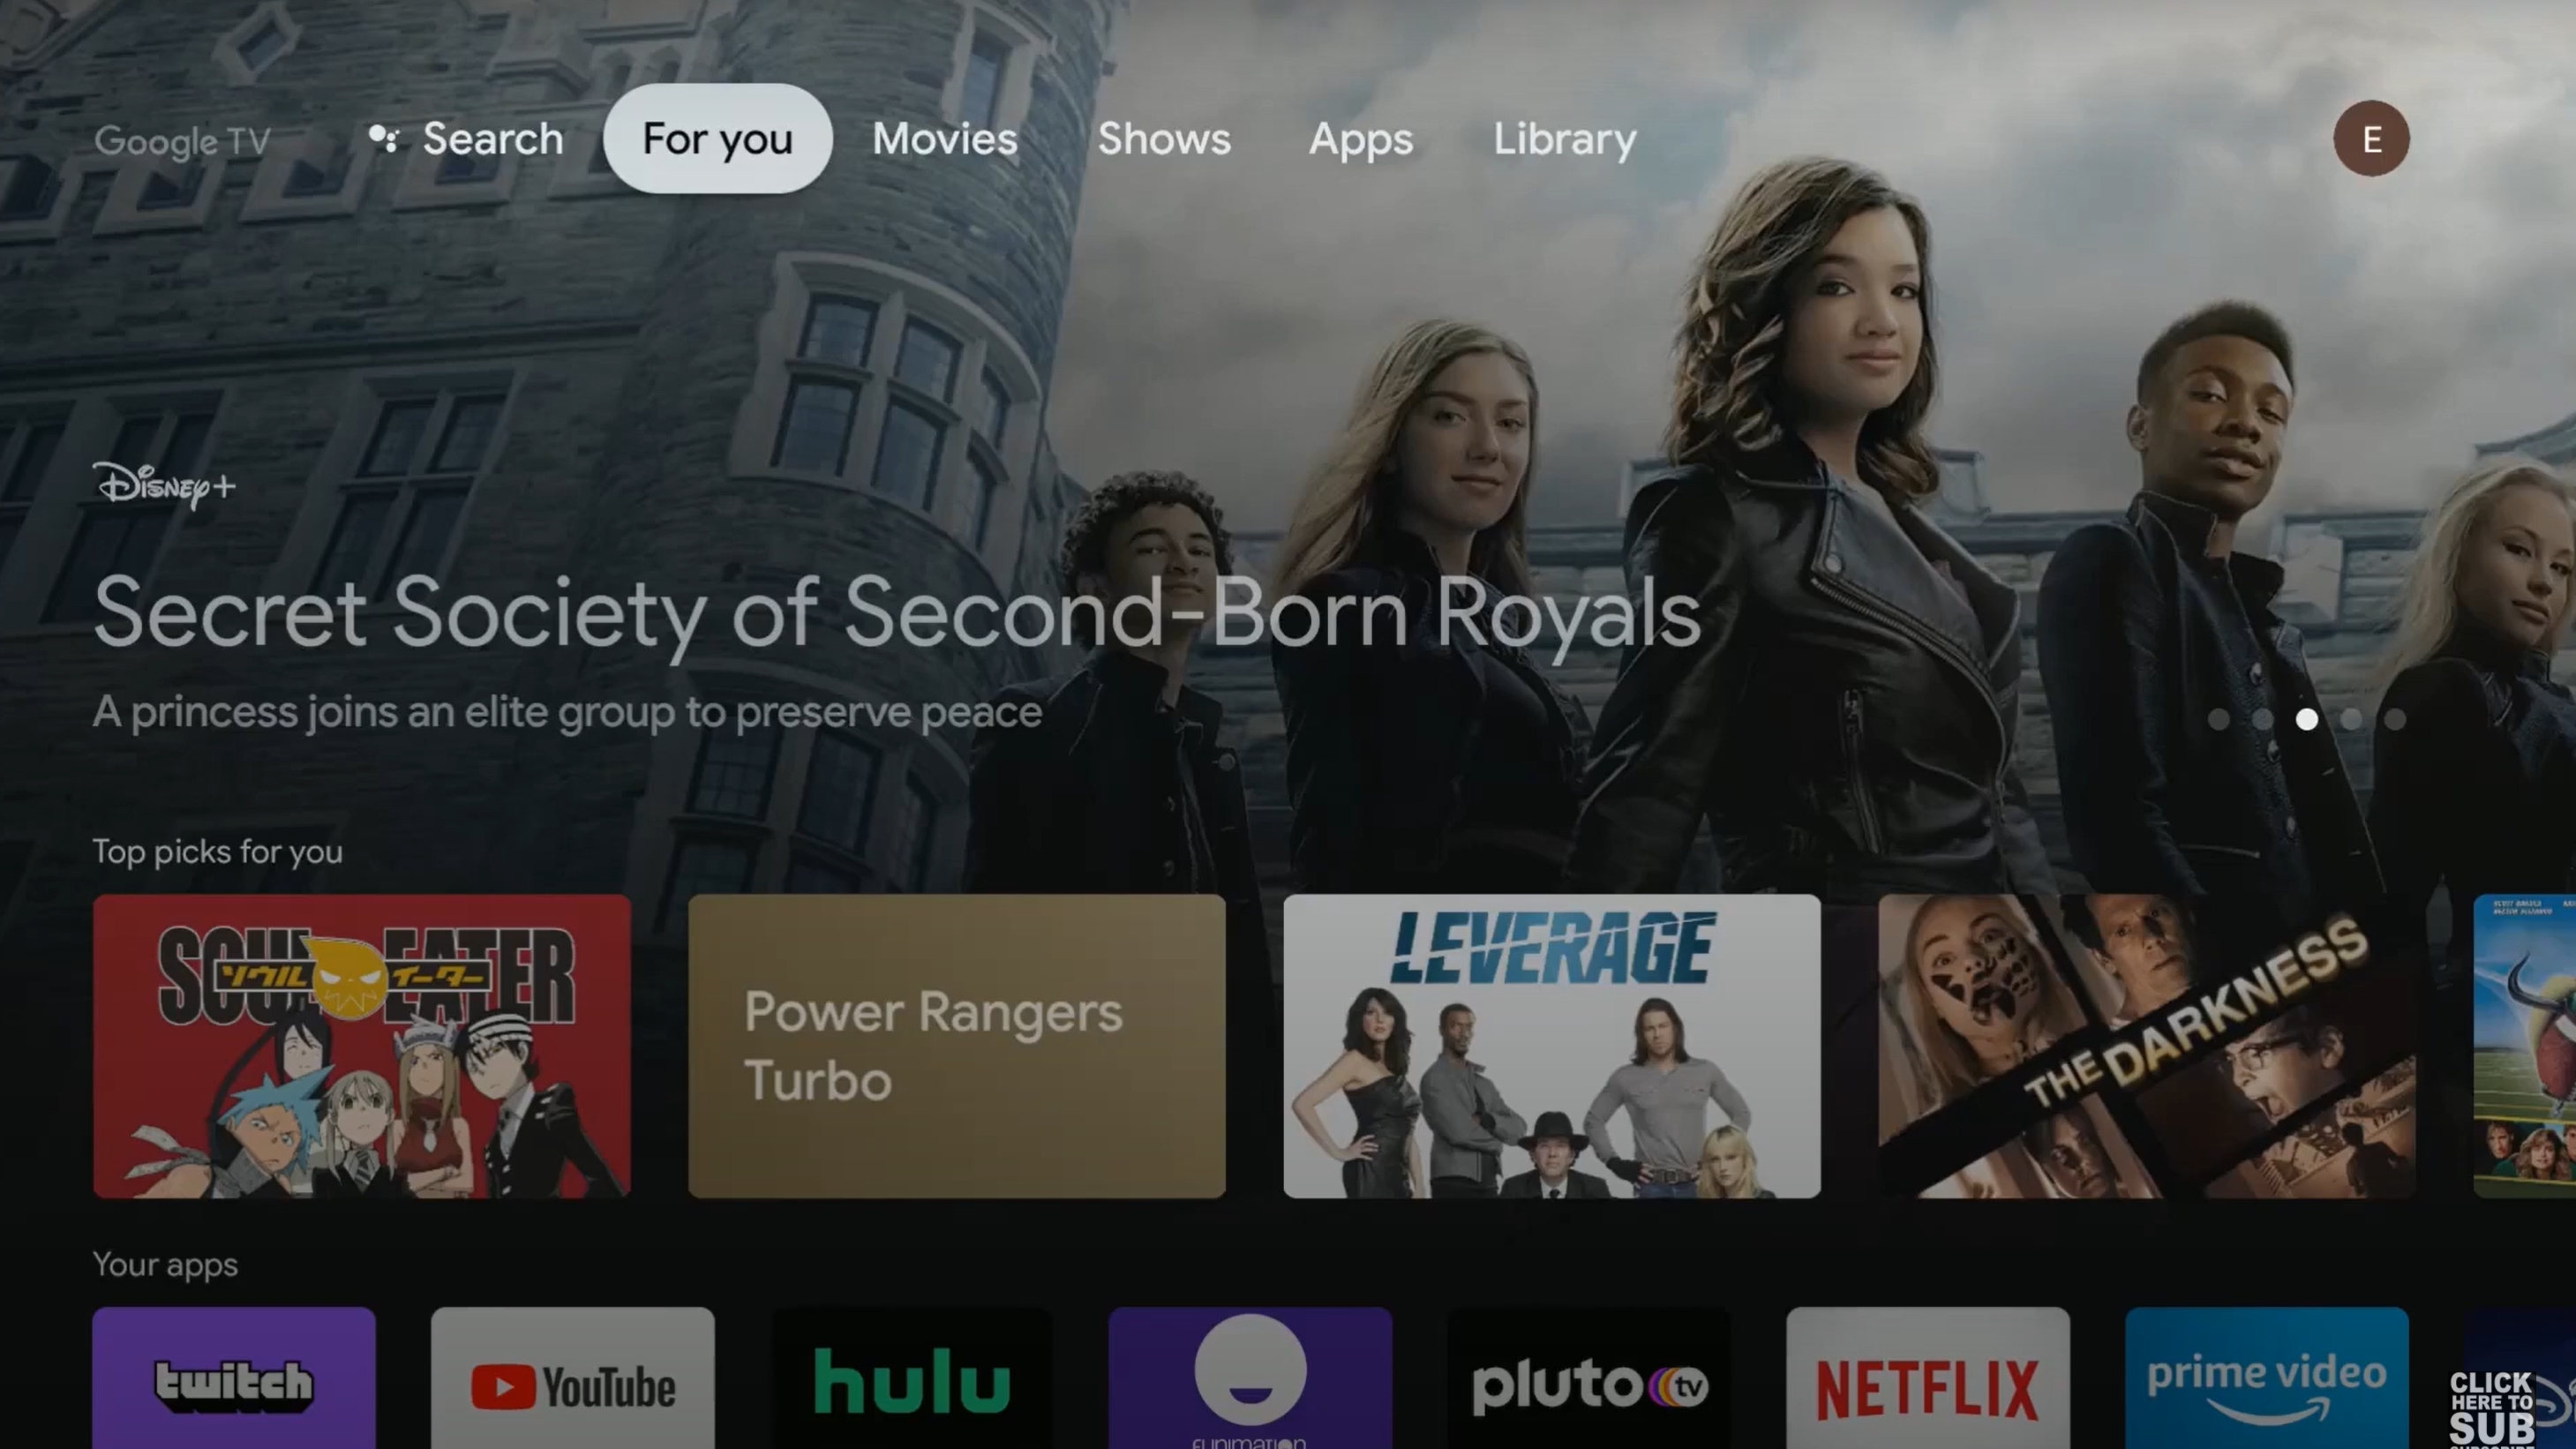 Google TV
Search
For you
Movies
Shows
Apps
Library
E
Disney+
Secret Society of Second-Born Royals
A princess joins an elite group to preserve peace
Top picks for you
SOUL EATER
ソウル イーター
Power Rangers
Turbo
LEVERAGE
THE DARKNESS
Your apps
twitch
YouTube
hulu
funimation
pluto tv
NETFLIX
prime video
CLICK
HERE TO
SUB